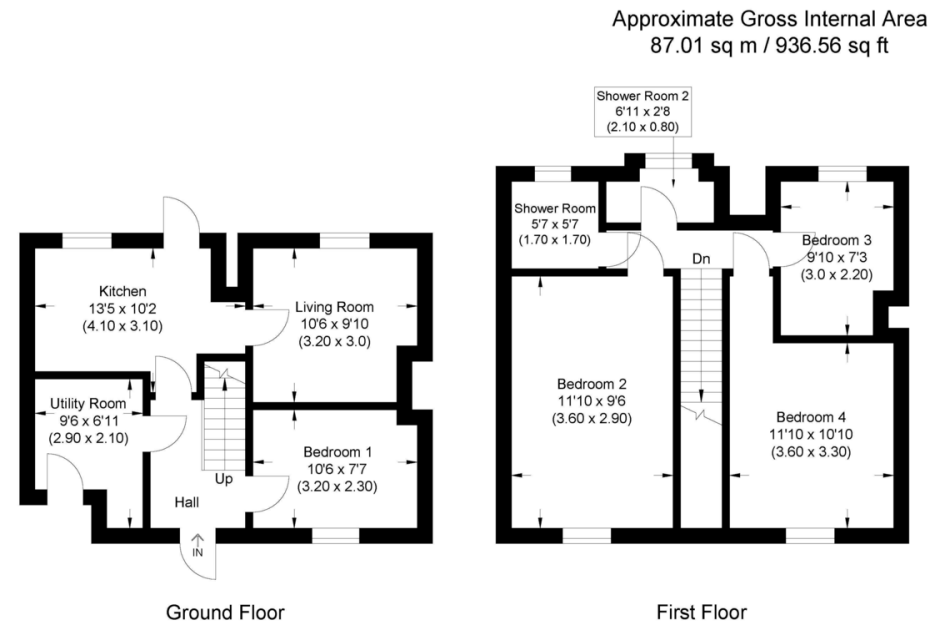 Approximate Gross Internal Area
87.01 sq m / 936.56 sq ft
Shower Room 2
6'11 x 2'8
(2.10 x 0.80)
Shower Room
5'7 x 5'7
(1.70 x 1.70)
Bedroom 3
9'10 x 7'3
(3.0 x 2.20)
Dn
Kitchen
13'5 x 10'2
(4.10 x 3.10)
Living Room
10'6 x 9'10
(3.20 x 3.0)
Utility Room
9'6 x 6'11
(2.90 x 2.10)
Bedroom 1
10'6 x 7'7
(3.20 x 2.30)
Up
Hall
IN
Bedroom 2
11'10 x 9'6
(3.60 x 2.90)
Bedroom 4
11'10 x 10'10
(3.60 x 3.30)
Ground Floor
First Floor